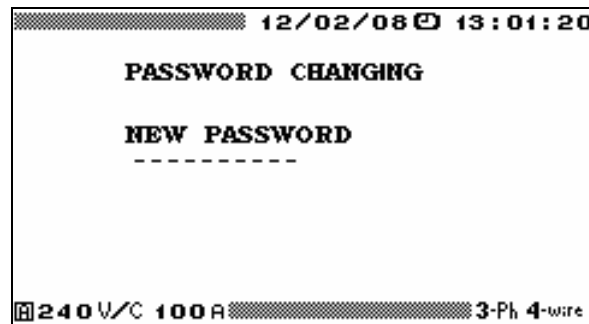 12/02/08 13:01:20
PASSWORD CHANGING
NEW PASSWORD
----------
A 240 V/C 100 A 3-Ph 4-wire